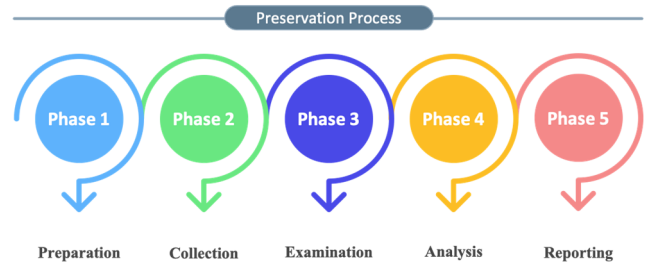 Preservation Process
Phase 1 Phase 2 Phase 3 Phase 4 Phase 5
Preparation Collection Examination Analysis Reporting